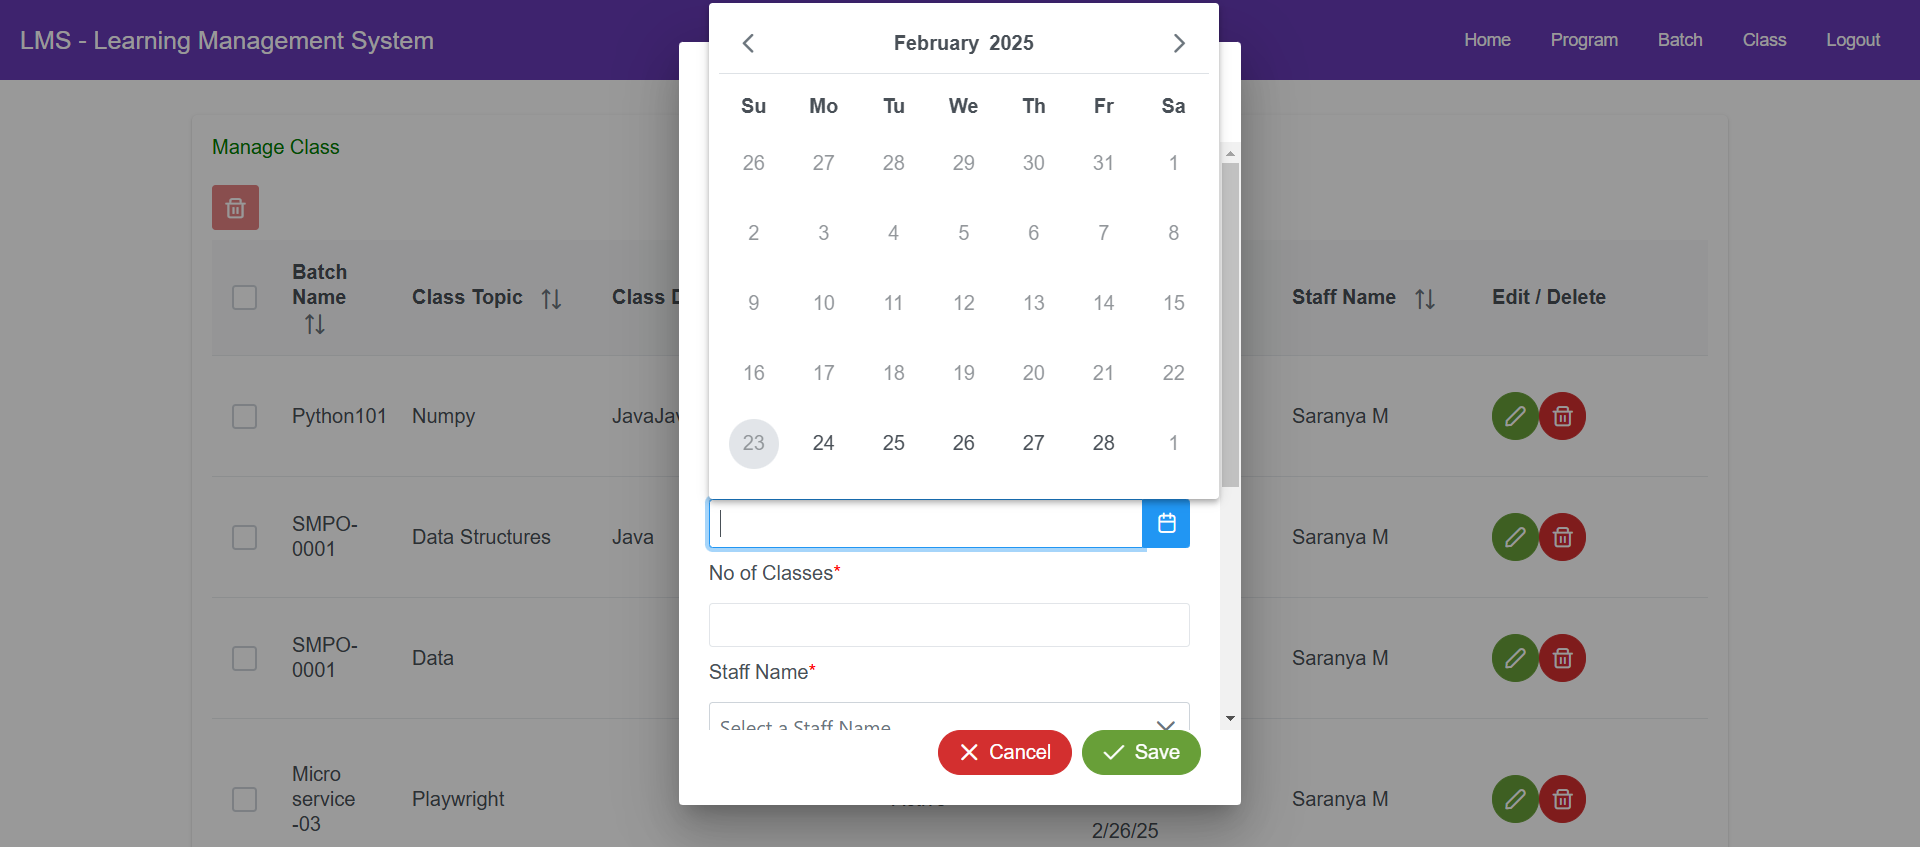 LMS - Learning Management System
Home Program Batch Class Logout
February 2025
Su Mo Tu We Th Fr Sa
26 27 28 29 30 31 1
2 3 4 5 6 7 8
9 10 11 12 13 14 15
16 17 18 19 20 21 22
23 24 25 26 27 28 1
No of Classes*
Staff Name*
Select a Staff Name
Cancel Save
Manage Class
Batch
Name
Class Topic Class D Staff Name Edit / Delete
Python101 Numpy JavaJav Saranya M
SMPO-
0001
Data Structures Java Saranya M
SMPO-
0001
Data Saranya M
Micro
service
-03
Playwright Saranya M
2/26/25